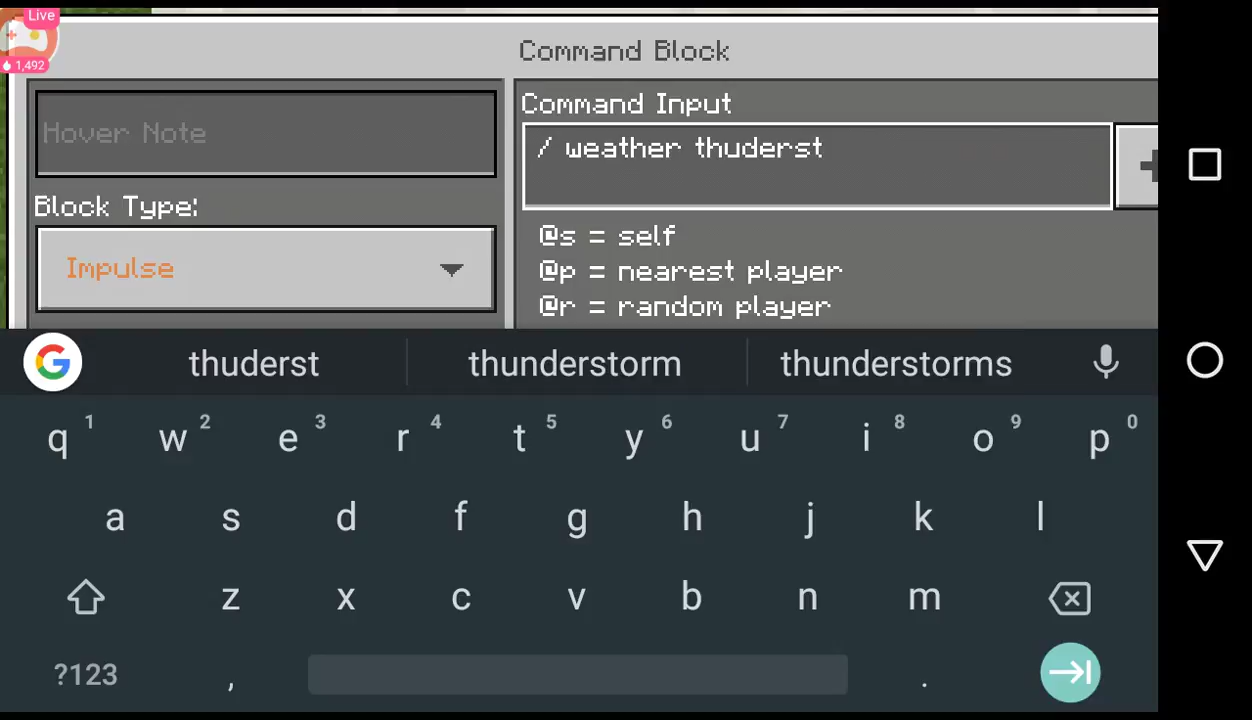 Live
1,492
Command Block
Hover Note
Command Input
/ weather thuderst
Block Type:
Impulse
@s = self
@p = nearest player
@r = random player
G thuderst thunderstorm thunderstorms
q 1 w 2 e 3 r 4 t 5 y 6 u 7 i 8 o 9 p 0
a s d f g h j k l
z x c v b n m
?123 , .